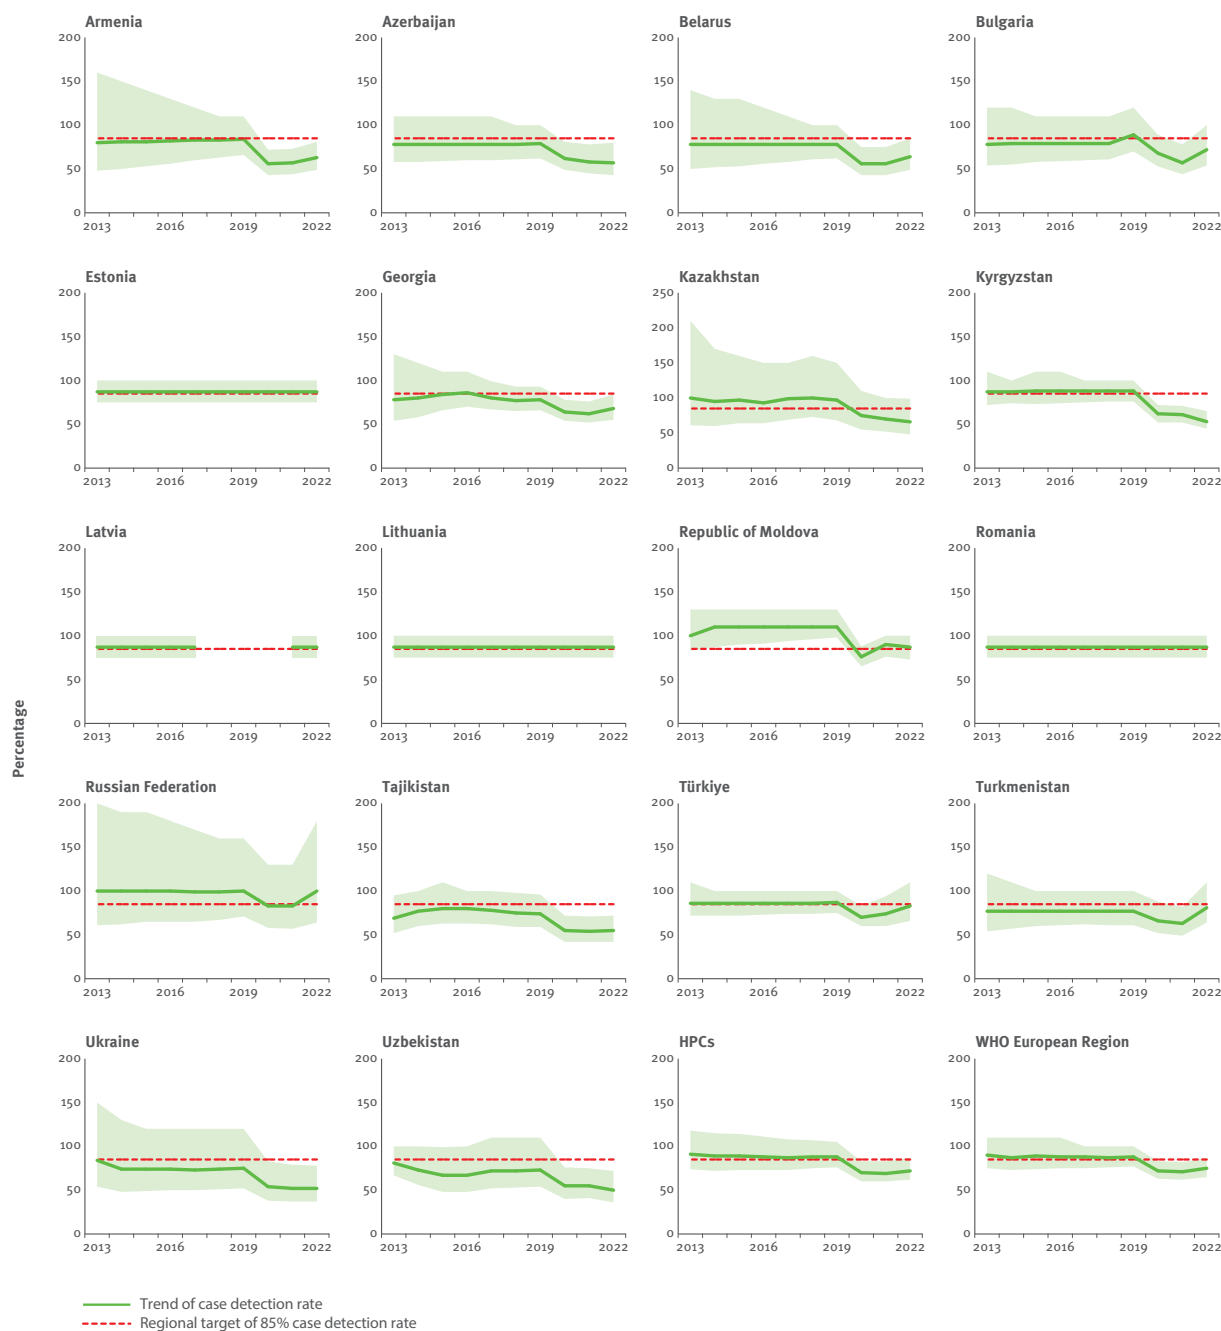 Percentage
Armenia
200
150
100
50
0
2013 2016 2019 2022
Azerbaijan
200
150
100
50
0
2013 2016 2019 2022
Belarus
200
150
100
50
0
2013 2016 2019 2022
Bulgaria
200
150
100
50
0
2013 2016 2019 2022
Estonia
200
150
100
50
0
2013 2016 2019 2022
Georgia
200
150
100
50
0
2013 2016 2019 2022
Kazakhstan
250
200
150
100
50
0
2013 2016 2019 2022
Kyrgyzstan
200
150
100
50
0
2013 2016 2019 2022
Latvia
200
150
100
50
0
2013 2016 2019 2022
Lithuania
200
150
100
50
0
2013 2016 2019 2022
Republic of Moldova
200
150
100
50
0
2013 2016 2019 2022
Romania
200
150
100
50
0
2013 2016 2019 2022
Russian Federation
200
150
100
50
0
2013 2016 2019 2022
Tajikistan
200
150
100
50
0
2013 2016 2019 2022
Türkiye
200
150
100
50
0
2013 2016 2019 2022
Turkmenistan
200
150
100
50
0
2013 2016 2019 2022
Ukraine
200
150
100
50
0
2013 2016 2019 2022
Uzbekistan
200
150
100
50
0
2013 2016 2019 2022
HPCs
200
150
100
50
0
2013 2016 2019 2022
WHO European Region
200
150
100
50
0
2013 2016 2019 2022
Trend of case detection rate
Regional target of 85% case detection rate